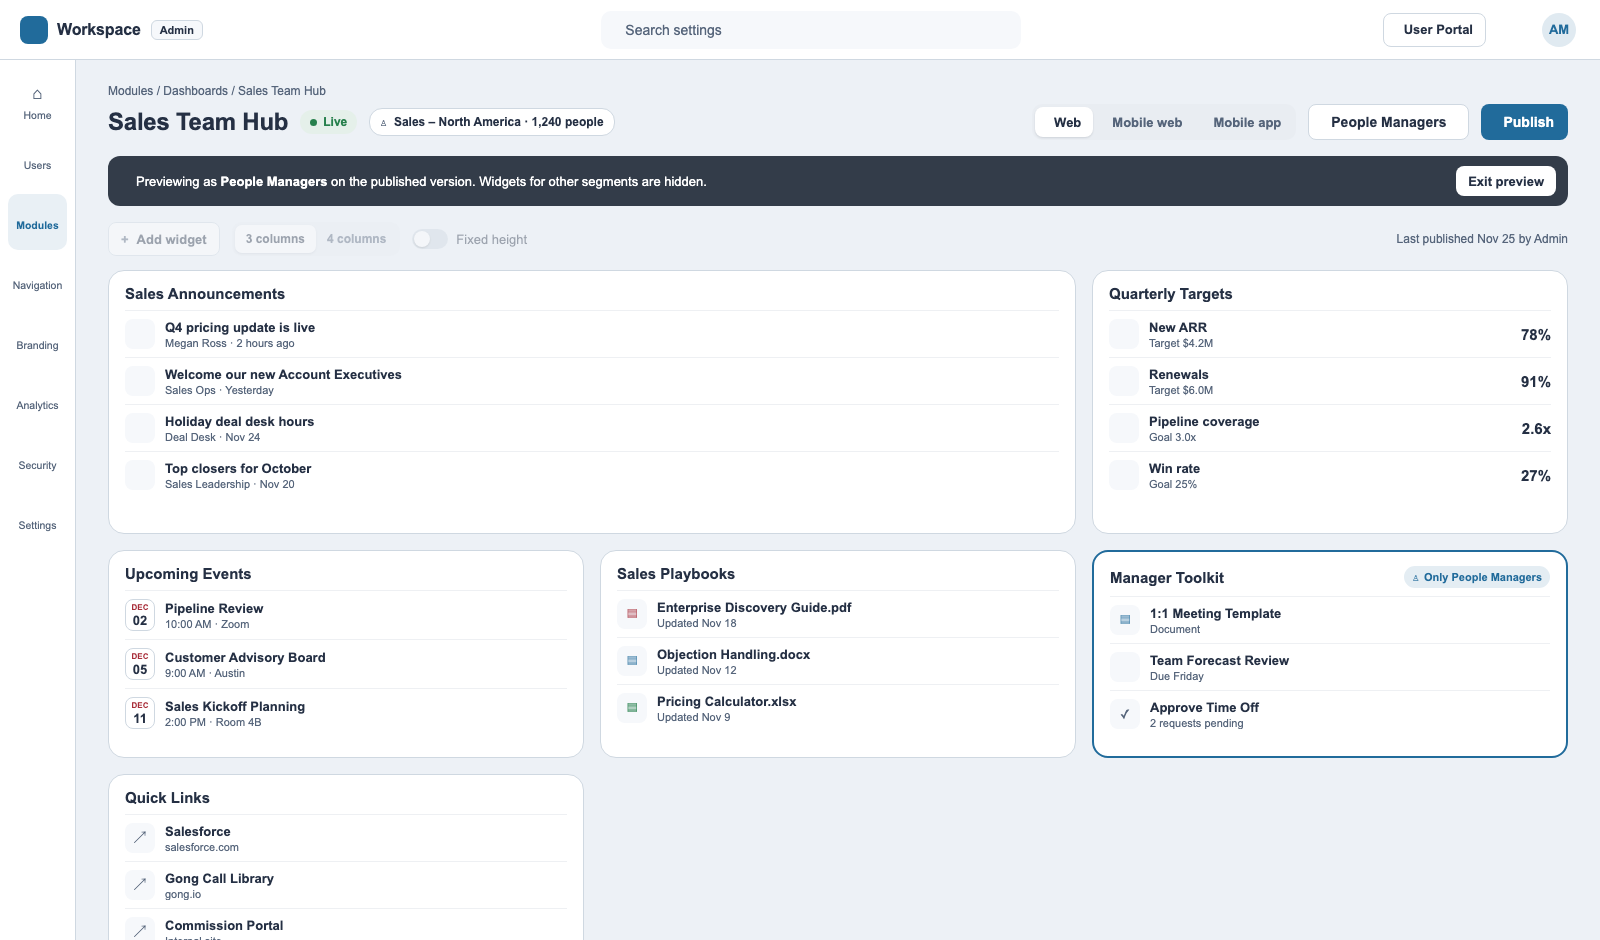 Workspace
Admin
Search settings
User Portal
AM
Home
Users
Modules
Navigation
Branding
Analytics
Security
Settings
Modules / Dashboards / Sales Team Hub
Sales Team Hub
Live
Sales – North America · 1,240 people
Web
Mobile web
Mobile app
People Managers
Publish
Previewing as People Managers on the published version. Widgets for other segments are hidden.
Exit preview
+ Add widget
3 columns
4 columns
Fixed height
Last published Nov 25 by Admin
Sales Announcements
Q4 pricing update is live
Megan Ross · 2 hours ago
Welcome our new Account Executives
Sales Ops · Yesterday
Holiday deal desk hours
Deal Desk · Nov 24
Top closers for October
Sales Leadership · Nov 20
Quarterly Targets
New ARR
Target $4.2M
78%
Renewals
Target $6.0M
91%
Pipeline coverage
Goal 3.0x
2.6x
Win rate
Goal 25%
27%
Upcoming Events
DEC
02
Pipeline Review
10:00 AM · Zoom
DEC
05
Customer Advisory Board
9:00 AM · Austin
DEC
11
Sales Kickoff Planning
2:00 PM · Room 4B
Sales Playbooks
Enterprise Discovery Guide.pdf
Updated Nov 18
Objection Handling.docx
Updated Nov 12
Pricing Calculator.xlsx
Updated Nov 9
Manager Toolkit
Only People Managers
1:1 Meeting Template
Document
Team Forecast Review
Due Friday
Approve Time Off
2 requests pending
Quick Links
Salesforce
salesforce.com
Gong Call Library
gong.io
Commission Portal